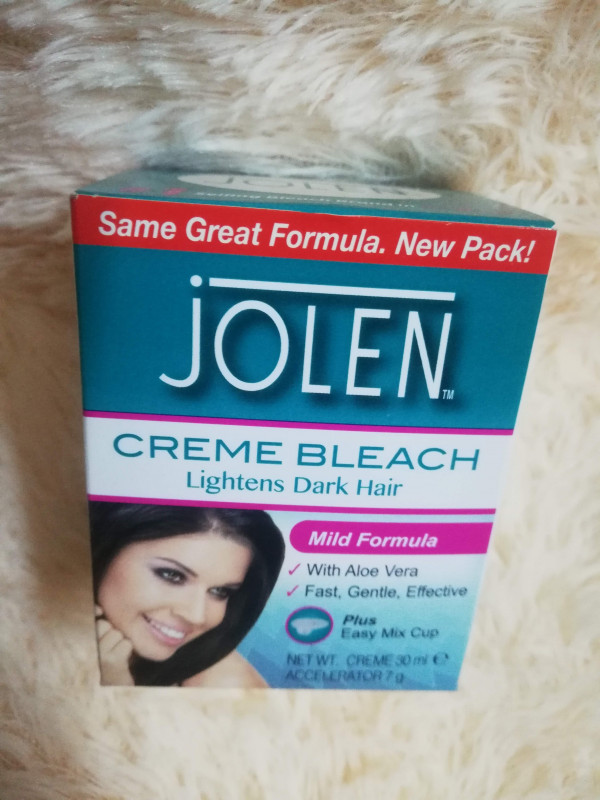 JOLEN
Same Great Formula. New Pack!
JOLEN™
CREME BLEACH
Lightens Dark Hair
Mild Formula
✓ With Aloe Vera
✓ Fast, Gentle, Effective
Plus
Easy Mix Cup
NET WT. CREME 30 ml ℮
ACCELERATOR 7 g